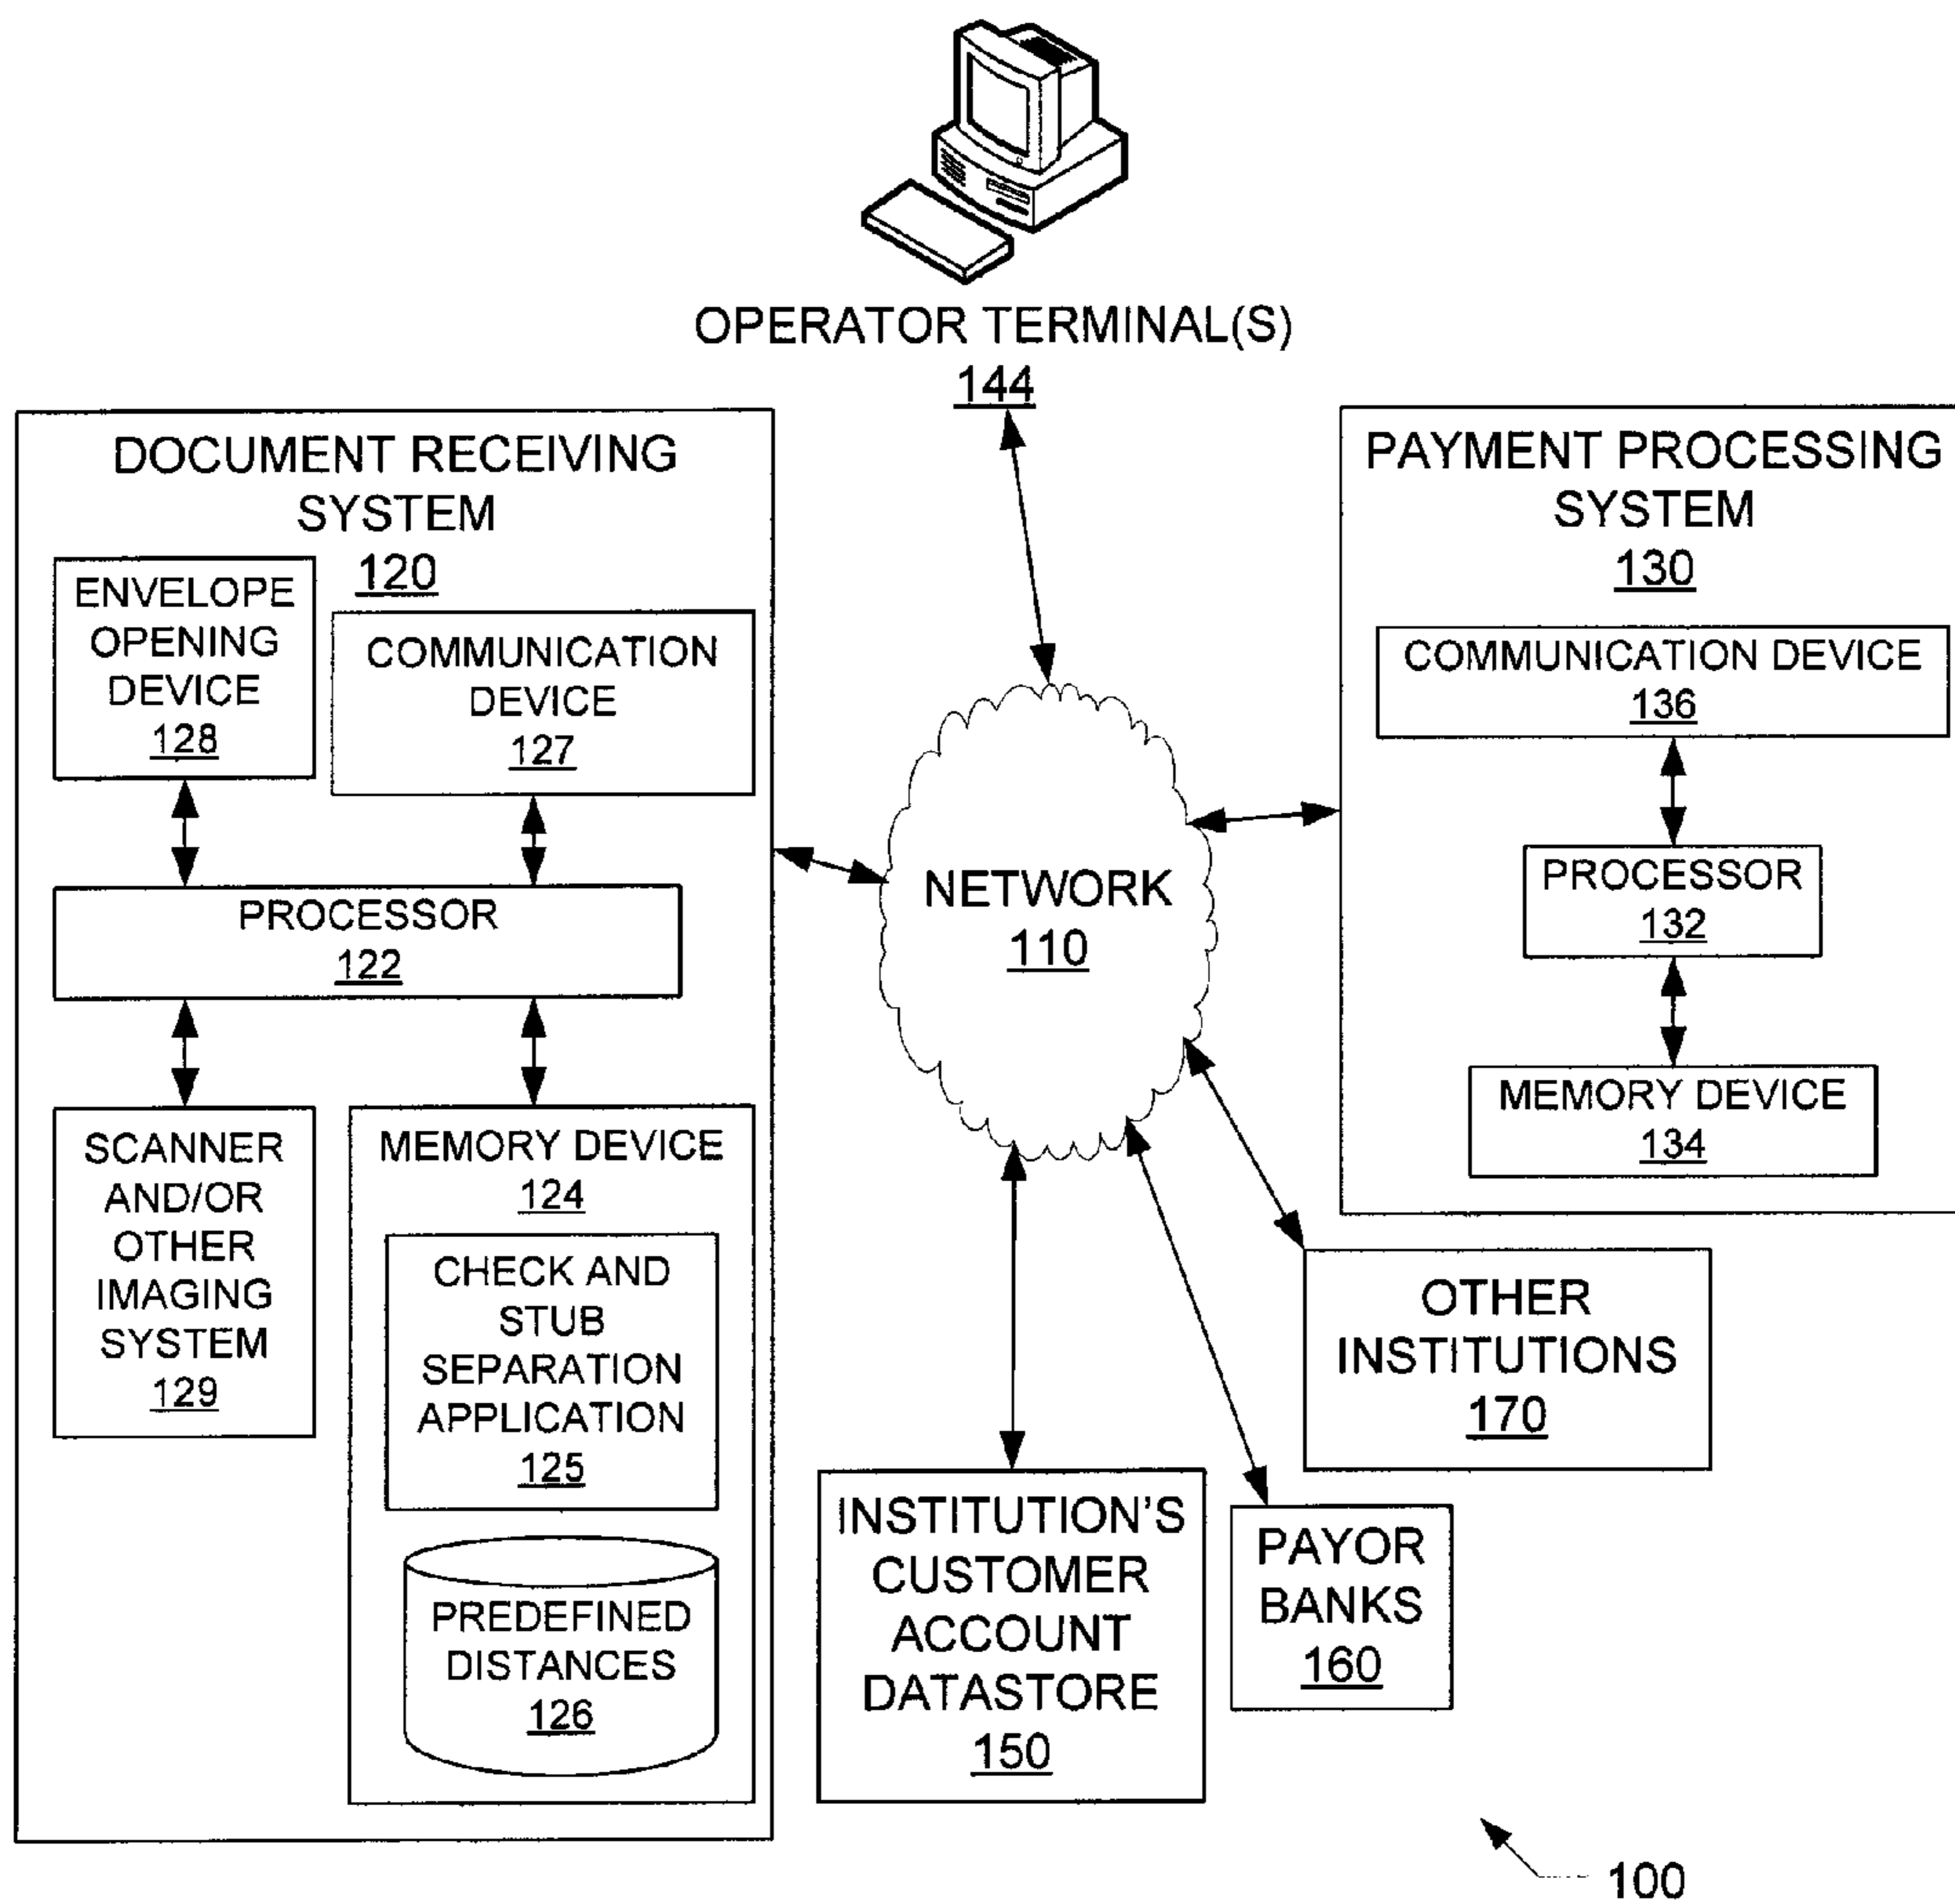 OPERATOR TERMINAL(S)
144
DOCUMENT RECEIVING
SYSTEM
120
ENVELOPE
OPENING
DEVICE
128
COMMUNICATION
DEVICE
127
PROCESSOR
122
SCANNER
AND/OR
OTHER
IMAGING
SYSTEM
129
MEMORY DEVICE
124
CHECK AND
STUB
SEPARATION
APPLICATION
125
PREDEFINED
DISTANCES
126
NETWORK
110
PAYMENT PROCESSING
SYSTEM
130
COMMUNICATION DEVICE
136
PROCESSOR
132
MEMORY DEVICE
134
OTHER
INSTITUTIONS
170
INSTITUTION'S
CUSTOMER
ACCOUNT
DATASTORE
150
PAYOR
BANKS
160
100